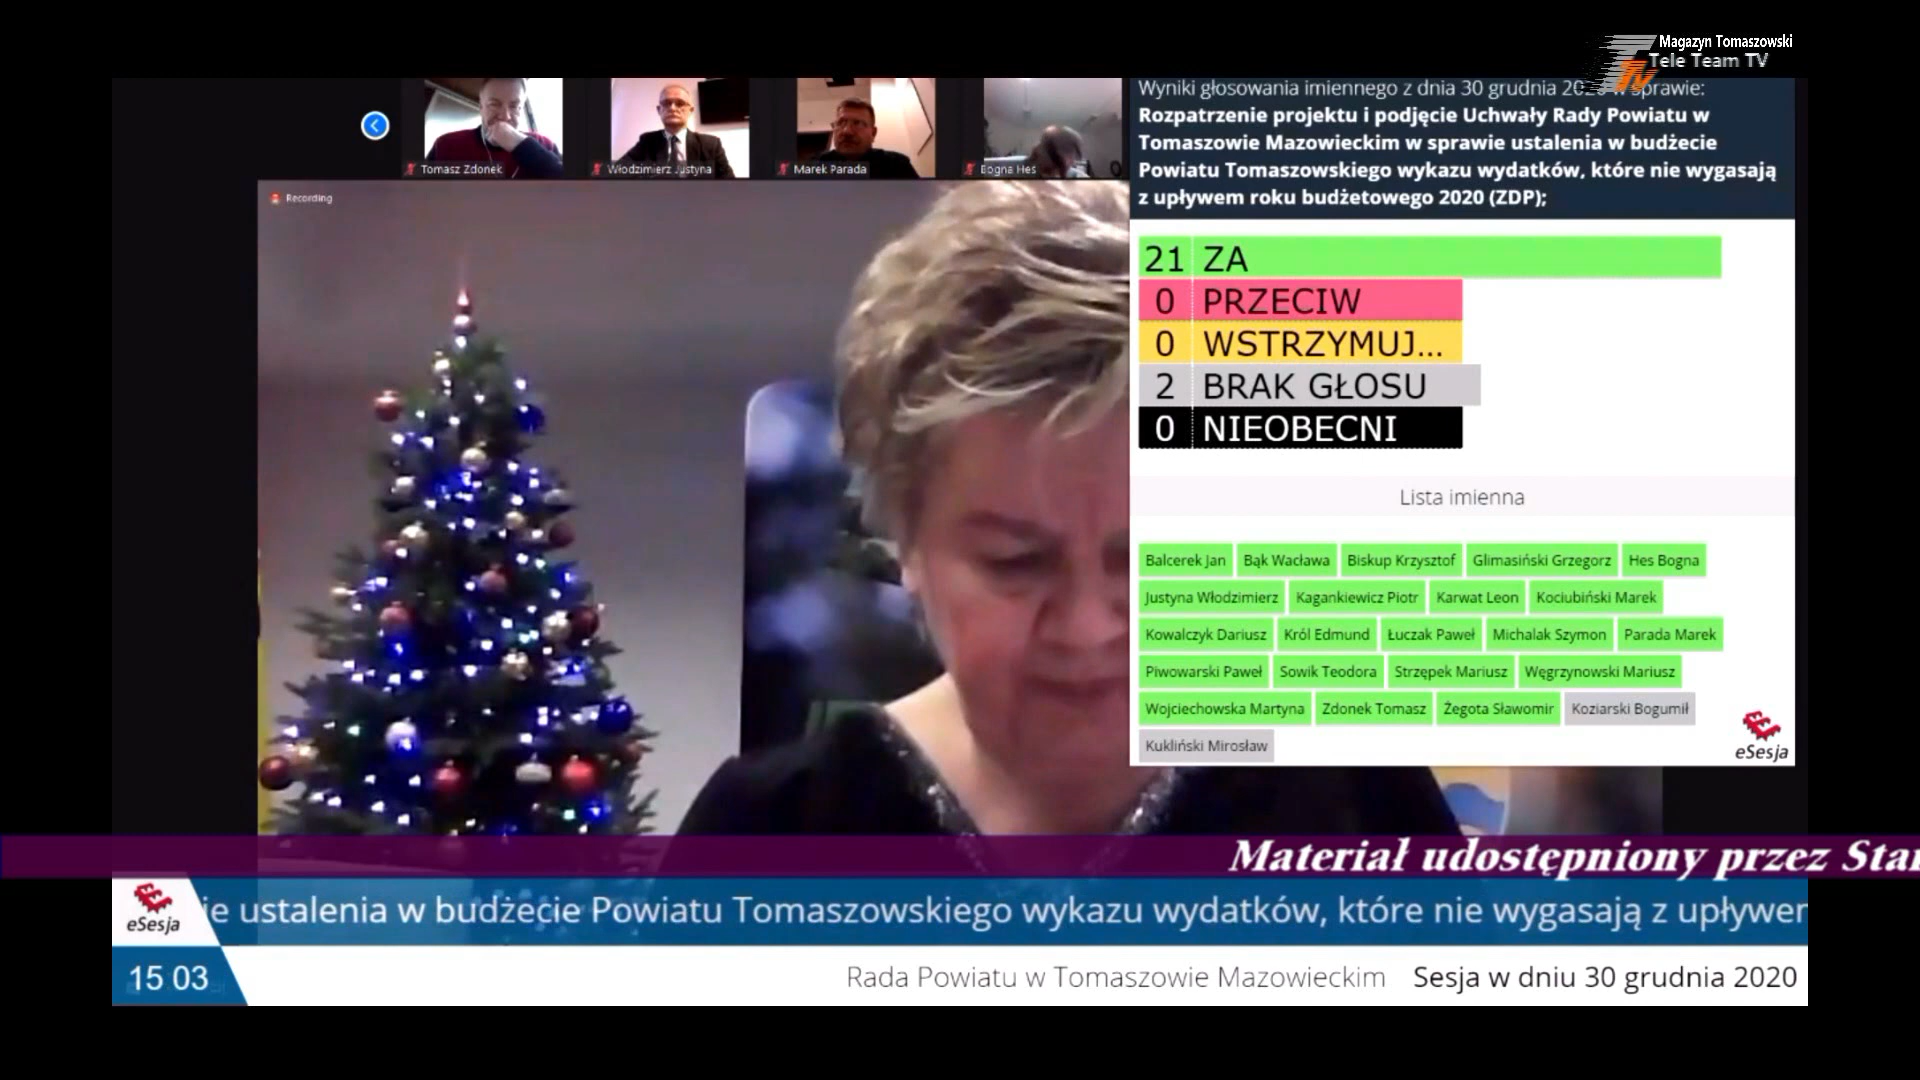 Magazyn Tomaszowski
Tele Team TV
Tomasz Zdonek
Włodzimierz Justyna
Marek Parada
Bogna Hes
Recording
Wyniki głosowania imiennego z dnia 30 grudnia w sprawie:
Rozpatrzenie projektu i podjęcie Uchwały Rady Powiatu w
Tomaszowie Mazowieckim w sprawie ustalenia w budżecie
Powiatu Tomaszowskiego wykazu wydatków, które nie wygasają
z upływem roku budżetowego 2020 (ZDP);
21 ZA
0 PRZECIW
0 WSTRZYMUJ...
2 BRAK GŁOSU
0 NIEOBECNI
Lista imienna
Balcerek Jan Bąk Wacława Biskup Krzysztof Glimasiński Grzegorz Hes Bogna
Justyna Włodzimierz Kagankiewicz Piotr Karwat Leon Kociubiński Marek
Kowalczyk Dariusz Król Edmund Łuczak Paweł Michalak Szymon Parada Marek
Piwowarski Paweł Sowik Teodora Strzępek Mariusz Węgrzynowski Mariusz
Wojciechowska Martyna Zdonek Tomasz Żegota Sławomir Koziarski Bogumił
Kukliński Mirosław
eSesja
Materiał udostępniony przez Star
eSesja
ie ustalenia w budżecie Powiatu Tomaszowskiego wykazu wydatków, które nie wygasają z upływem
15 03
Rada Powiatu w Tomaszowie Mazowieckim Sesja w dniu 30 grudnia 2020